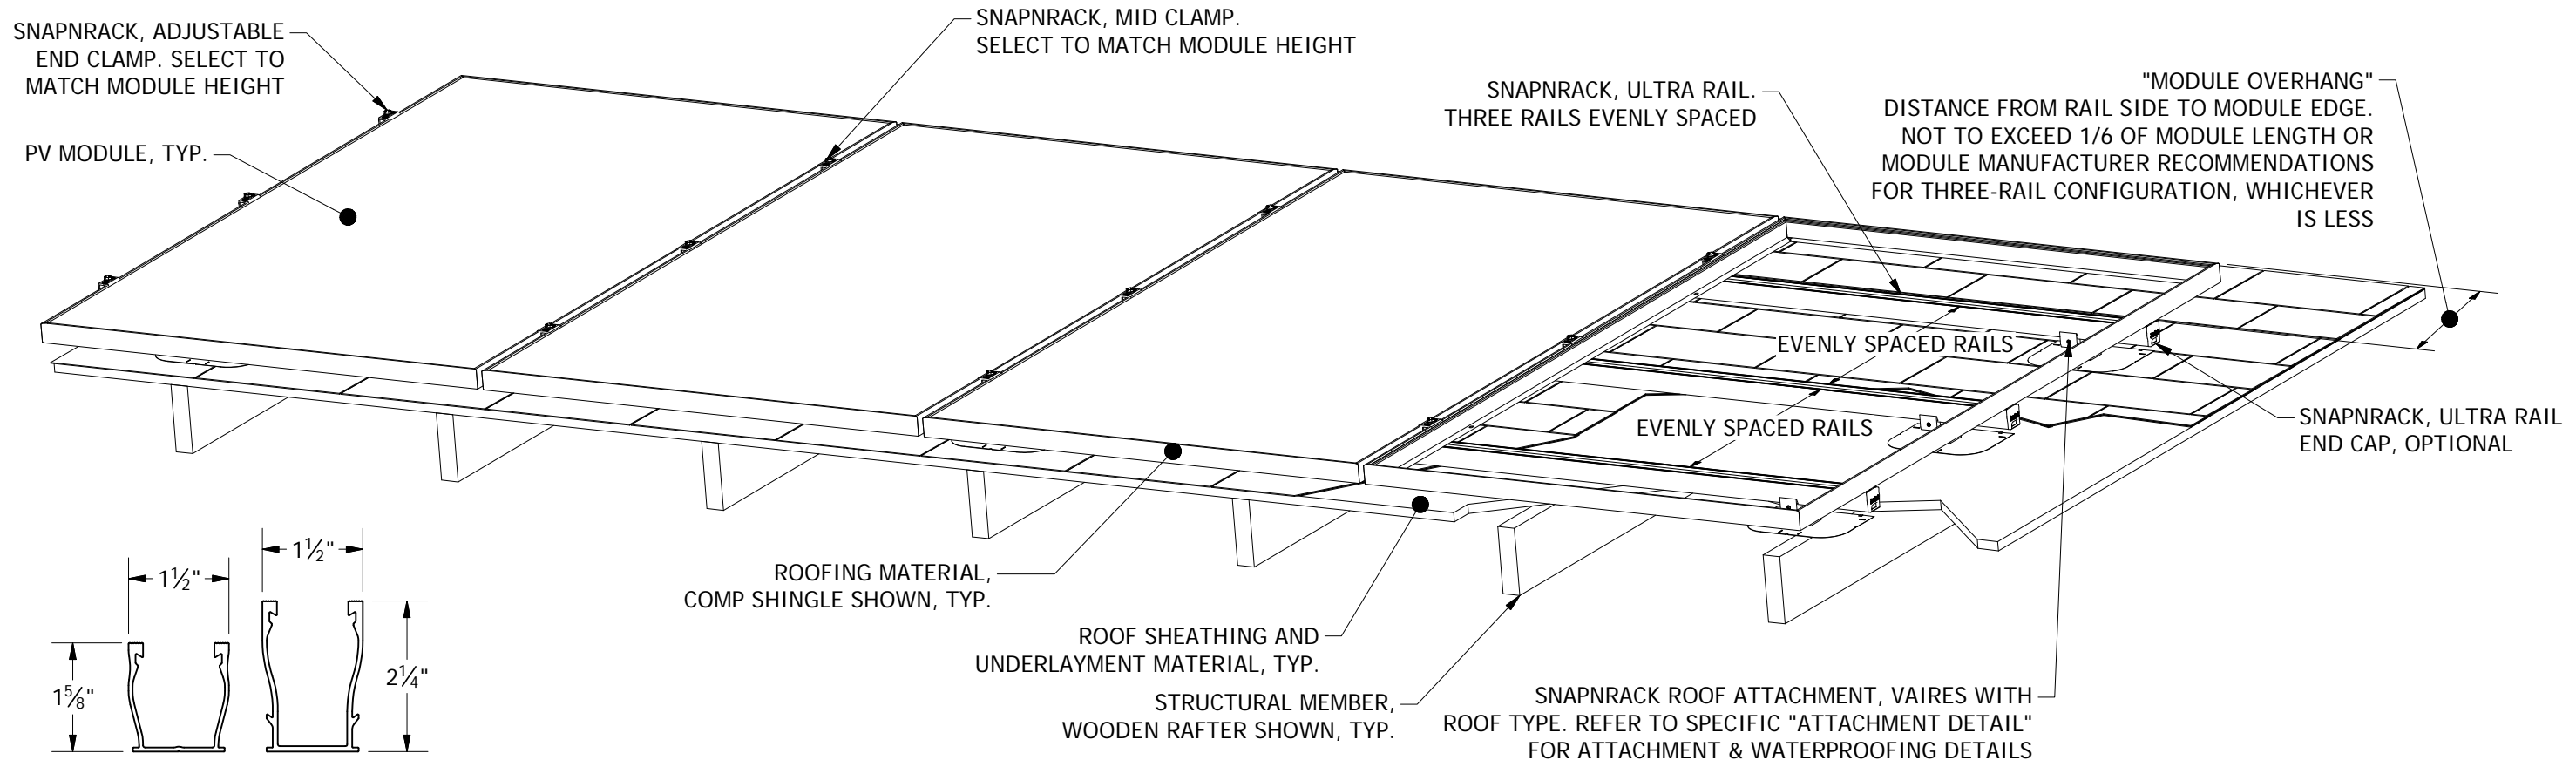 SNAPNRACK, ADJUSTABLE
END CLAMP. SELECT TO
MATCH MODULE HEIGHT
PV MODULE, TYP.
SNAPNRACK, MID CLAMP.
SELECT TO MATCH MODULE HEIGHT
SNAPNRACK, ULTRA RAIL.
THREE RAILS EVENLY SPACED
"MODULE OVERHANG"
DISTANCE FROM RAIL SIDE TO MODULE EDGE.
NOT TO EXCEED 1/6 OF MODULE LENGTH OR
MODULE MANUFACTURER RECOMMENDATIONS
FOR THREE-RAIL CONFIGURATION, WHICHEVER
IS LESS
EVENLY SPACED RAILS
EVENLY SPACED RAILS
SNAPNRACK, ULTRA RAIL
END CAP, OPTIONAL
ROOFING MATERIAL,
COMP SHINGLE SHOWN, TYP.
ROOF SHEATHING AND
UNDERLAYMENT MATERIAL, TYP.
STRUCTURAL MEMBER,
WOODEN RAFTER SHOWN, TYP.
SNAPNRACK ROOF ATTACHMENT, VAIRES WITH
ROOF TYPE. REFER TO SPECIFIC "ATTACHMENT DETAIL"
FOR ATTACHMENT & WATERPROOFING DETAILS
1½"
1½"
1⅝"
2¼"